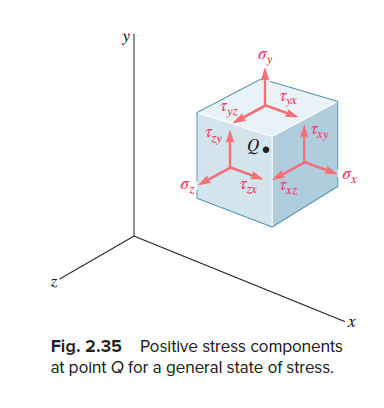 y
σy
τyx
τyz
τxy
τzy
Q
σx
σz
τzx
τxz
z
x
Fig. 2.35 Positive stress components
at point Q for a general state of stress.